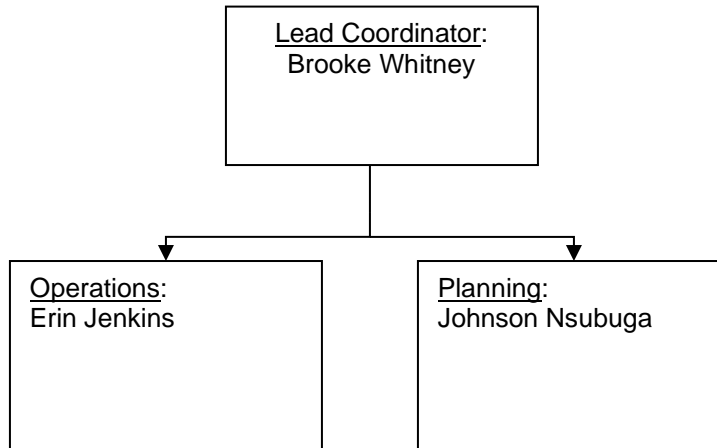 Lead Coordinator:
Brooke Whitney
Operations:
Erin Jenkins
Planning:
Johnson Nsubuga